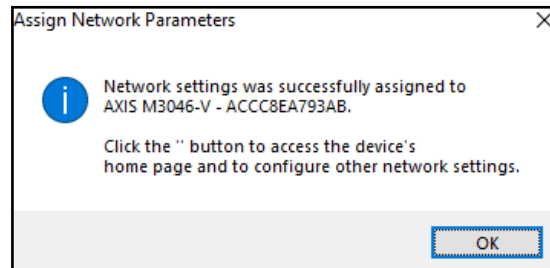 Assign Network Parameters
Network settings was successfully assigned to
AXIS M3046-V - ACCC8EA793AB.
Click the '' button to access the device's
home page and to configure other network settings.
OK